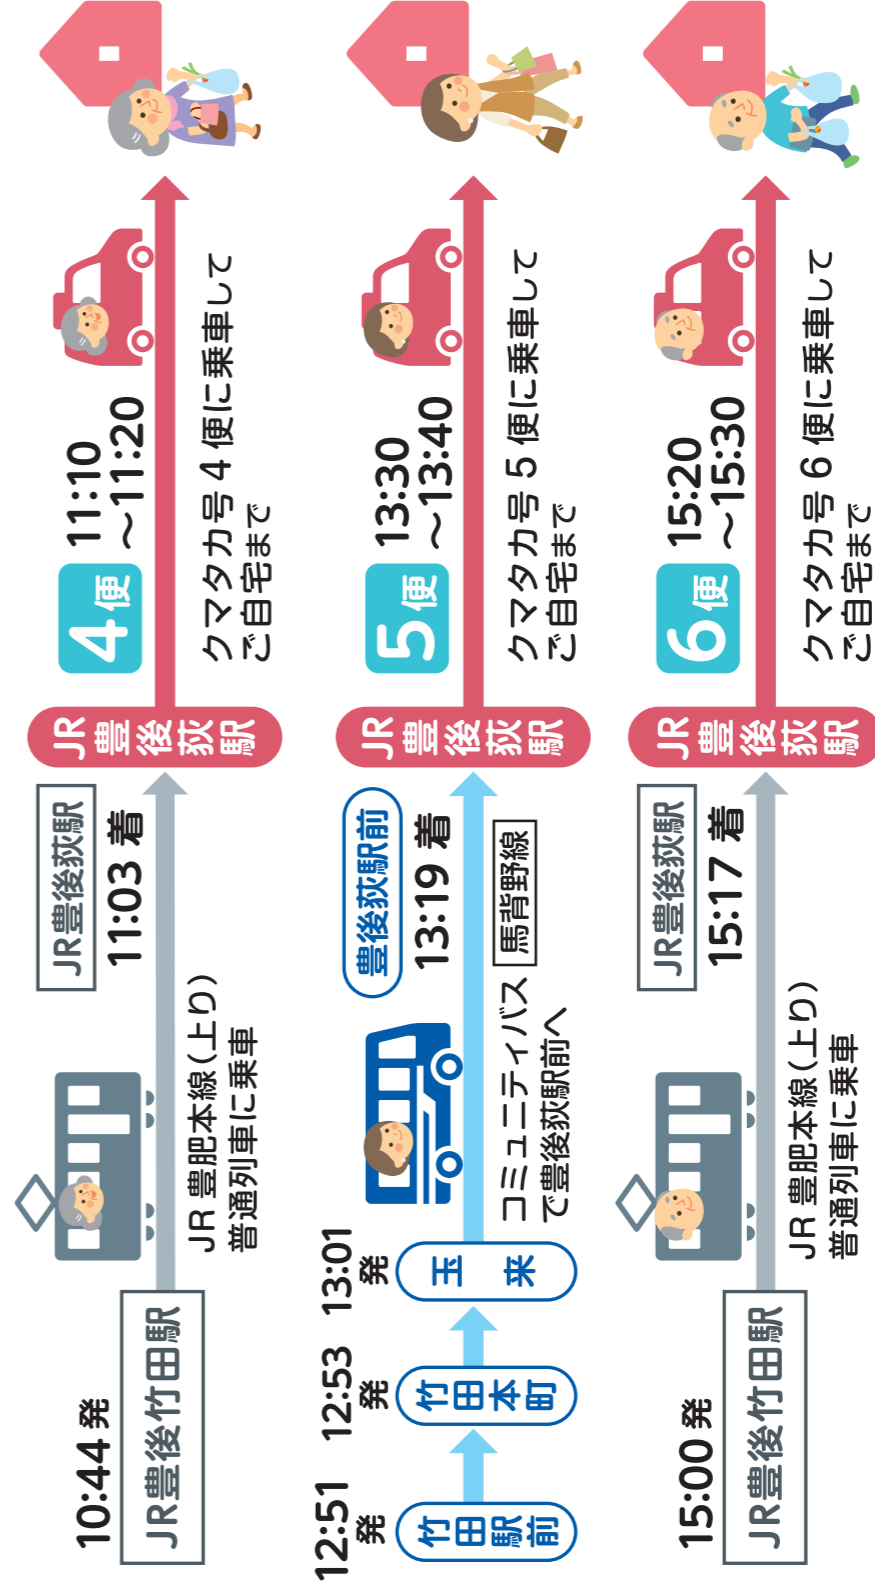 10:44 発
JR豊後竹田駅
JR 豊肥本線(上り)
普通列車に乗車
JR豊後荻駅
11:03 着
JR
豊後荻駅
4便
11:10
～11:20
クマタカ号 4 便に乗車して
ご自宅まで
12:51
発
竹田駅前
12:53
発
竹田本町
13:01
発
玉来
コミュニティバス 馬背野線
で豊後荻駅前へ
豊後荻駅前
13:19 着
JR
豊後荻駅
5便
13:30
～13:40
クマタカ号 5 便に乗車して
ご自宅まで
15:00 発
JR豊後竹田駅
JR 豊肥本線(上り)
普通列車に乗車
JR豊後荻駅
15:17 着
JR
豊後荻駅
6便
15:20
～15:30
クマタカ号 6 便に乗車して
ご自宅まで